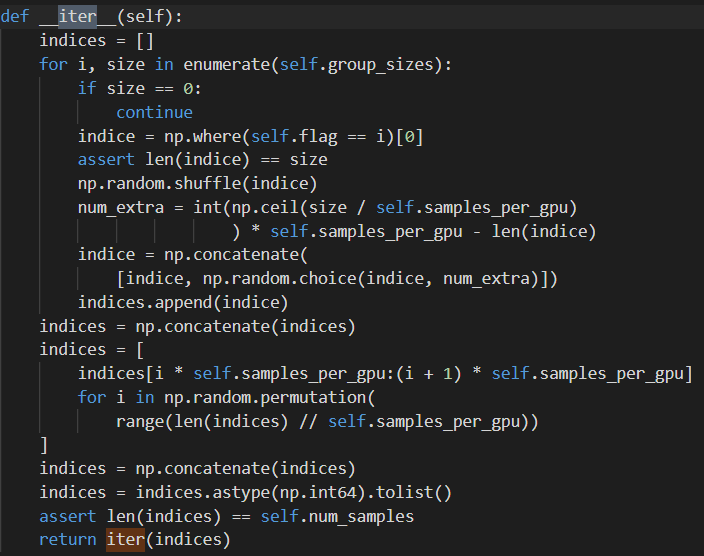 def __iter__(self):
    indices = []
    for i, size in enumerate(self.group_sizes):
        if size == 0:
            continue
        indice = np.where(self.flag == i)[0]
        assert len(indice) == size
        np.random.shuffle(indice)
        num_extra = int(np.ceil(size / self.samples_per_gpu)
                        ) * self.samples_per_gpu - len(indice)
        indice = np.concatenate(
            [indice, np.random.choice(indice, num_extra)])
        indices.append(indice)
    indices = np.concatenate(indices)
    indices = [
        indices[i * self.samples_per_gpu:(i + 1) * self.samples_per_gpu]
        for i in np.random.permutation(
            range(len(indices) // self.samples_per_gpu))
    ]
    indices = np.concatenate(indices)
    indices = indices.astype(np.int64).tolist()
    assert len(indices) == self.num_samples
    return iter(indices)